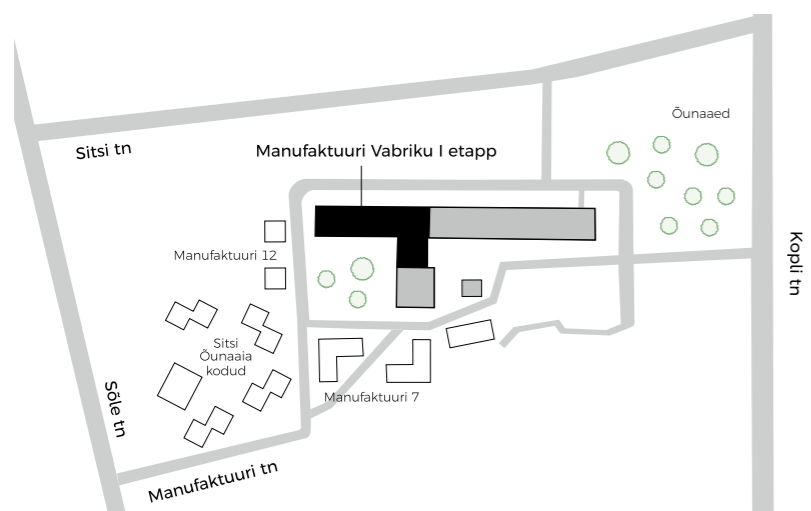 Õunaaed
Sitsi tn
Manufaktuuri Vabriku I etapp
Kopli tn
Manufaktuuri 12
Sitsi
Õunaaia
kodud
Sõle tn
Manufaktuuri 7
Manufaktuuri tn